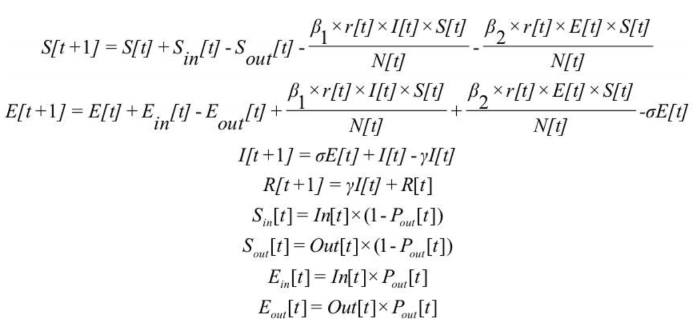 S[t+1] = S[t] + S_in[t] - S_out[t] - β_1×r[t]×I[t]×S[t] / N[t] - β_2×r[t]×E[t]×S[t] / N[t]
E[t+1] = E[t] + E_in[t] - E_out[t] + β_1×r[t]×I[t]×S[t] / N[t] + β_2×r[t]×E[t]×S[t] / N[t] -σE[t]
I[t+1] = σE[t] + I[t] - γI[t]
R[t+1] = γI[t] + R[t]
S_in[t] = In[t]×(1 - P_out[t])
S_out[t] = Out[t]×(1 - P_out[t])
E_in[t] = In[t]× P_out[t]
E_out[t] = Out[t]× P_out[t]